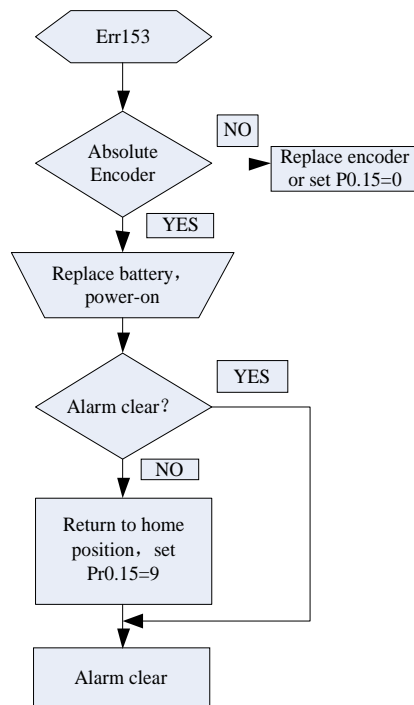 Err153
NO
Absolute
Encoder
Replace encoder
or set P0.15=0
YES
Replace battery，
power-on
YES
Alarm clear？
NO
Return to home
position，set
Pr0.15=9
Alarm clear